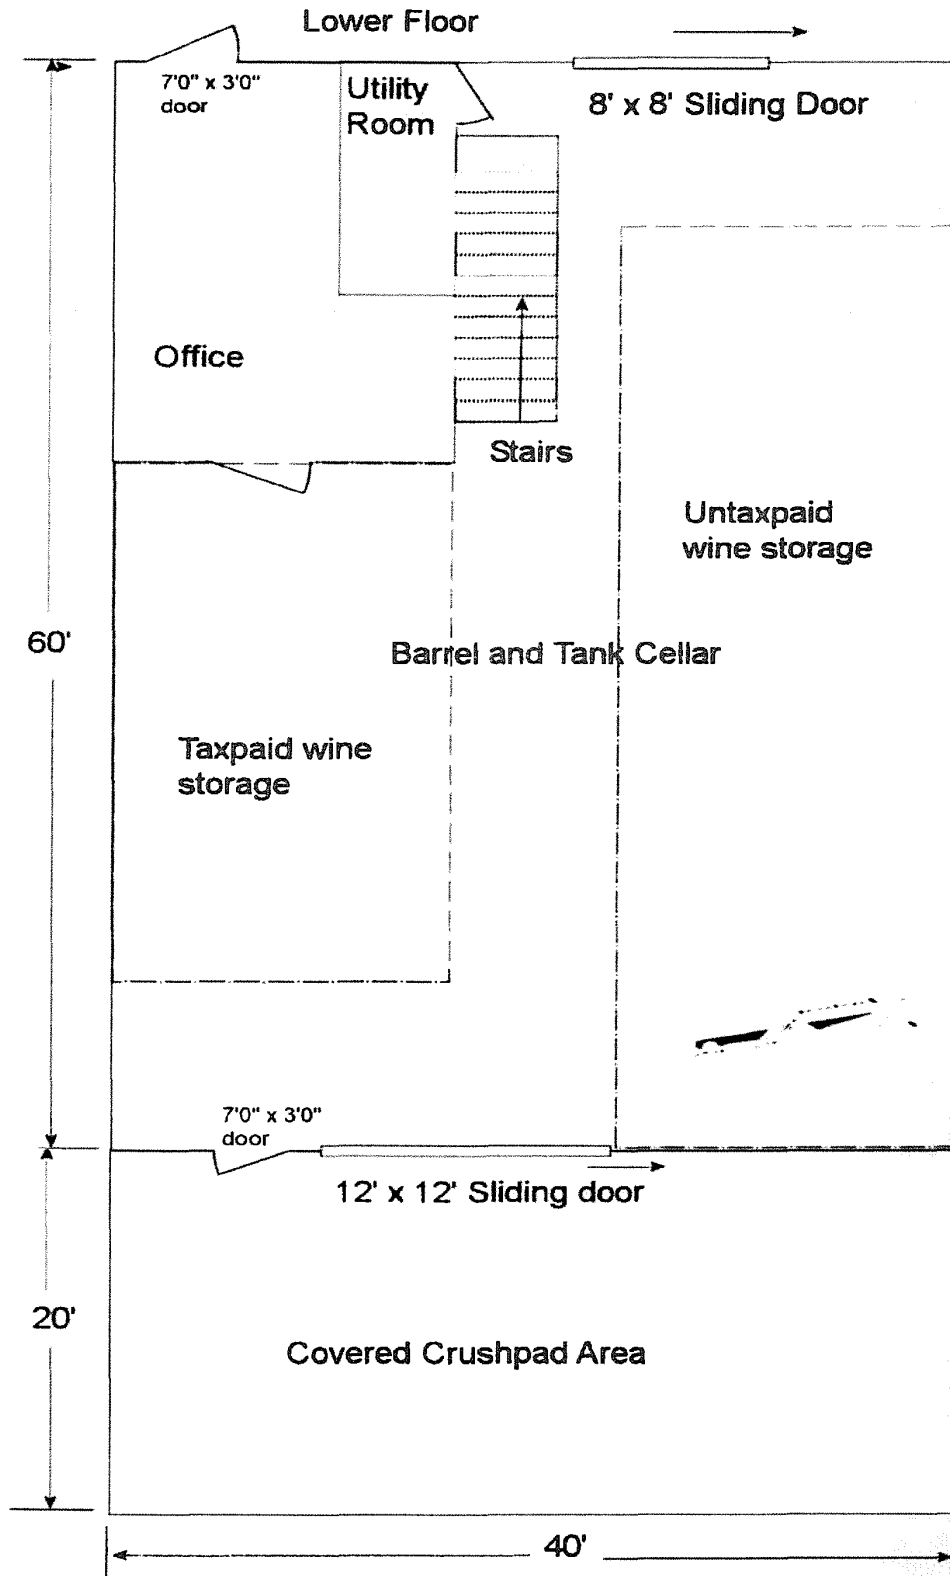 Lower Floor
7'0" x 3'0"
door
Utility
Room
8' x 8' Sliding Door
Office
Stairs
Untaxpaid
wine storage
60'
Barrel and Tank Cellar
Taxpaid wine
storage
7'0" x 3'0"
door
12' x 12' Sliding door
20'
Covered Crushpad Area
40'